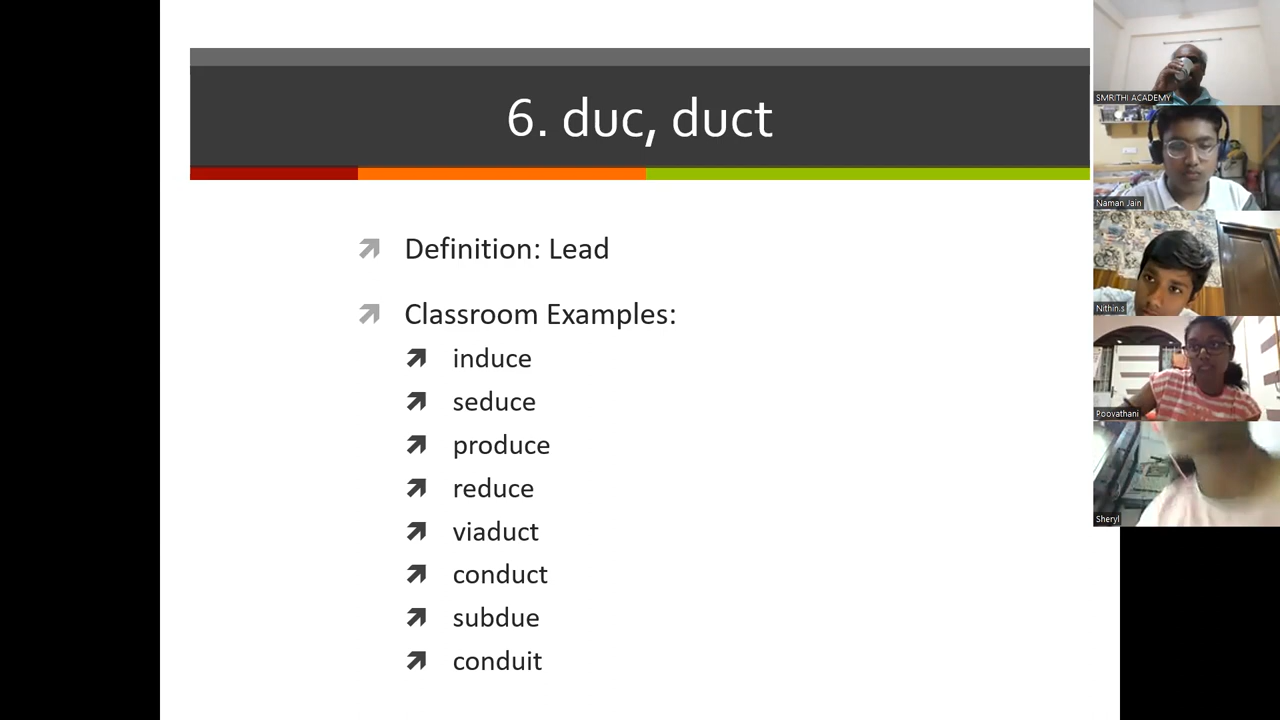 6. duc, duct
Definition: Lead
Classroom Examples:
induce
seduce
produce
reduce
viaduct
conduct
subdue
conduit
SMRITHI ACADEMY
Naman Jain
Nithin.s
Poovathani
Sheryl